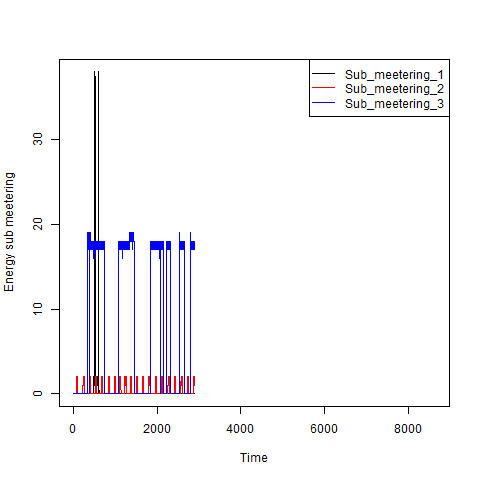 Sub_meetering_1
Sub_meetering_2
Sub_meetering_3
Energy sub meetering
30
20
10
0
0 2000 4000 6000 8000
Time